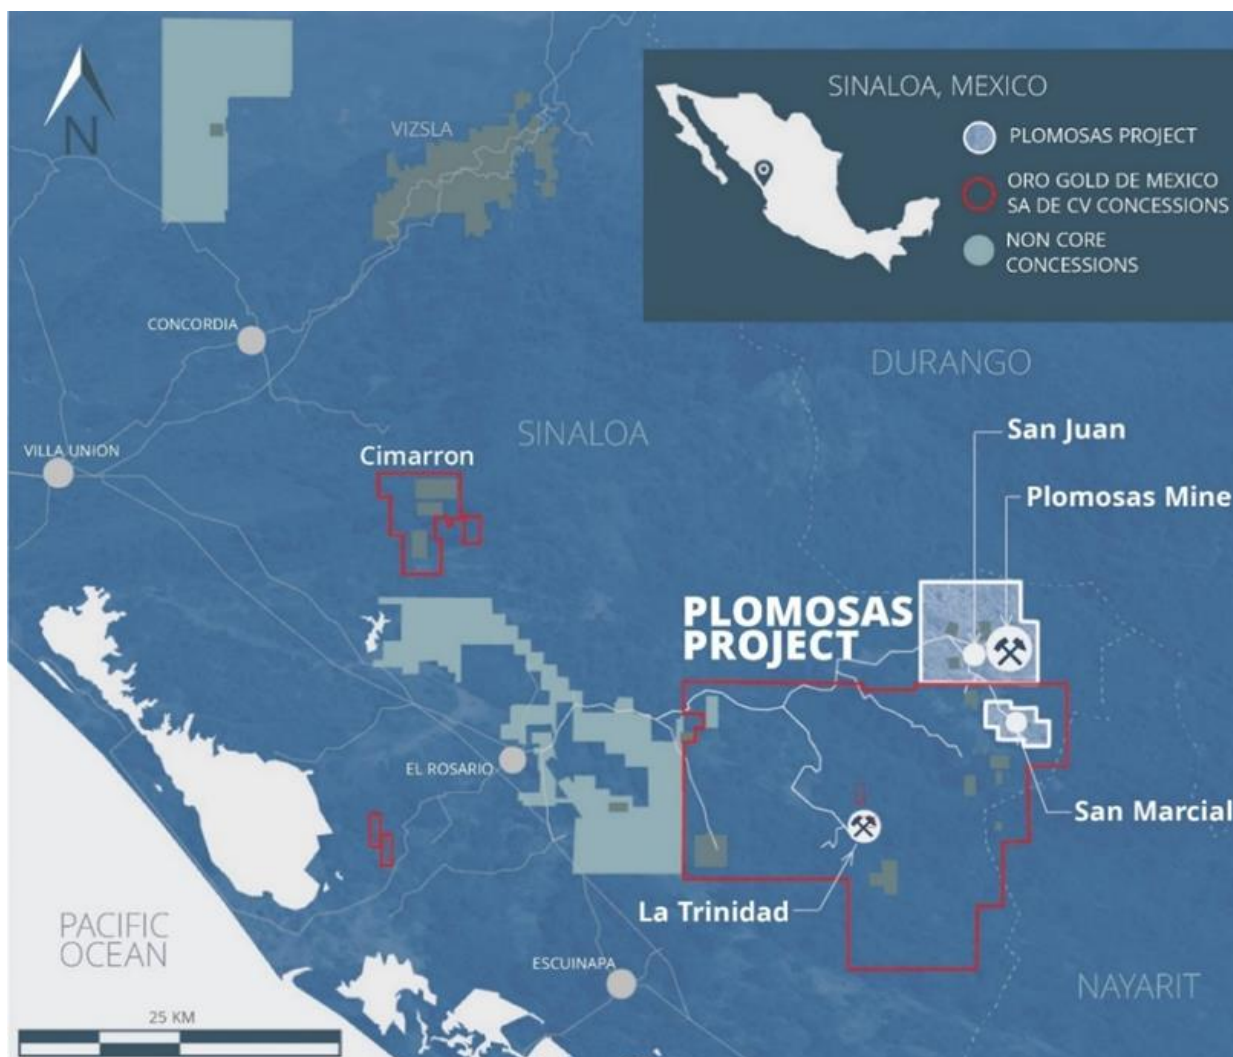 N
VIZSLA
SINALOA, MEXICO
PLOMOSAS PROJECT
ORO GOLD DE MEXICO
SA DE CV CONCESSIONS
NON CORE
CONCESSIONS
CONCORDIA
DURANGO
SINALOA
San Juan
VILLA UNION
Cimarron
Plomosas Mine
PLOMOSAS
PROJECT
EL ROSARIO
San Marcial
La Trinidad
PACIFIC
OCEAN
ESCUINAPA
NAYARIT
25 KM